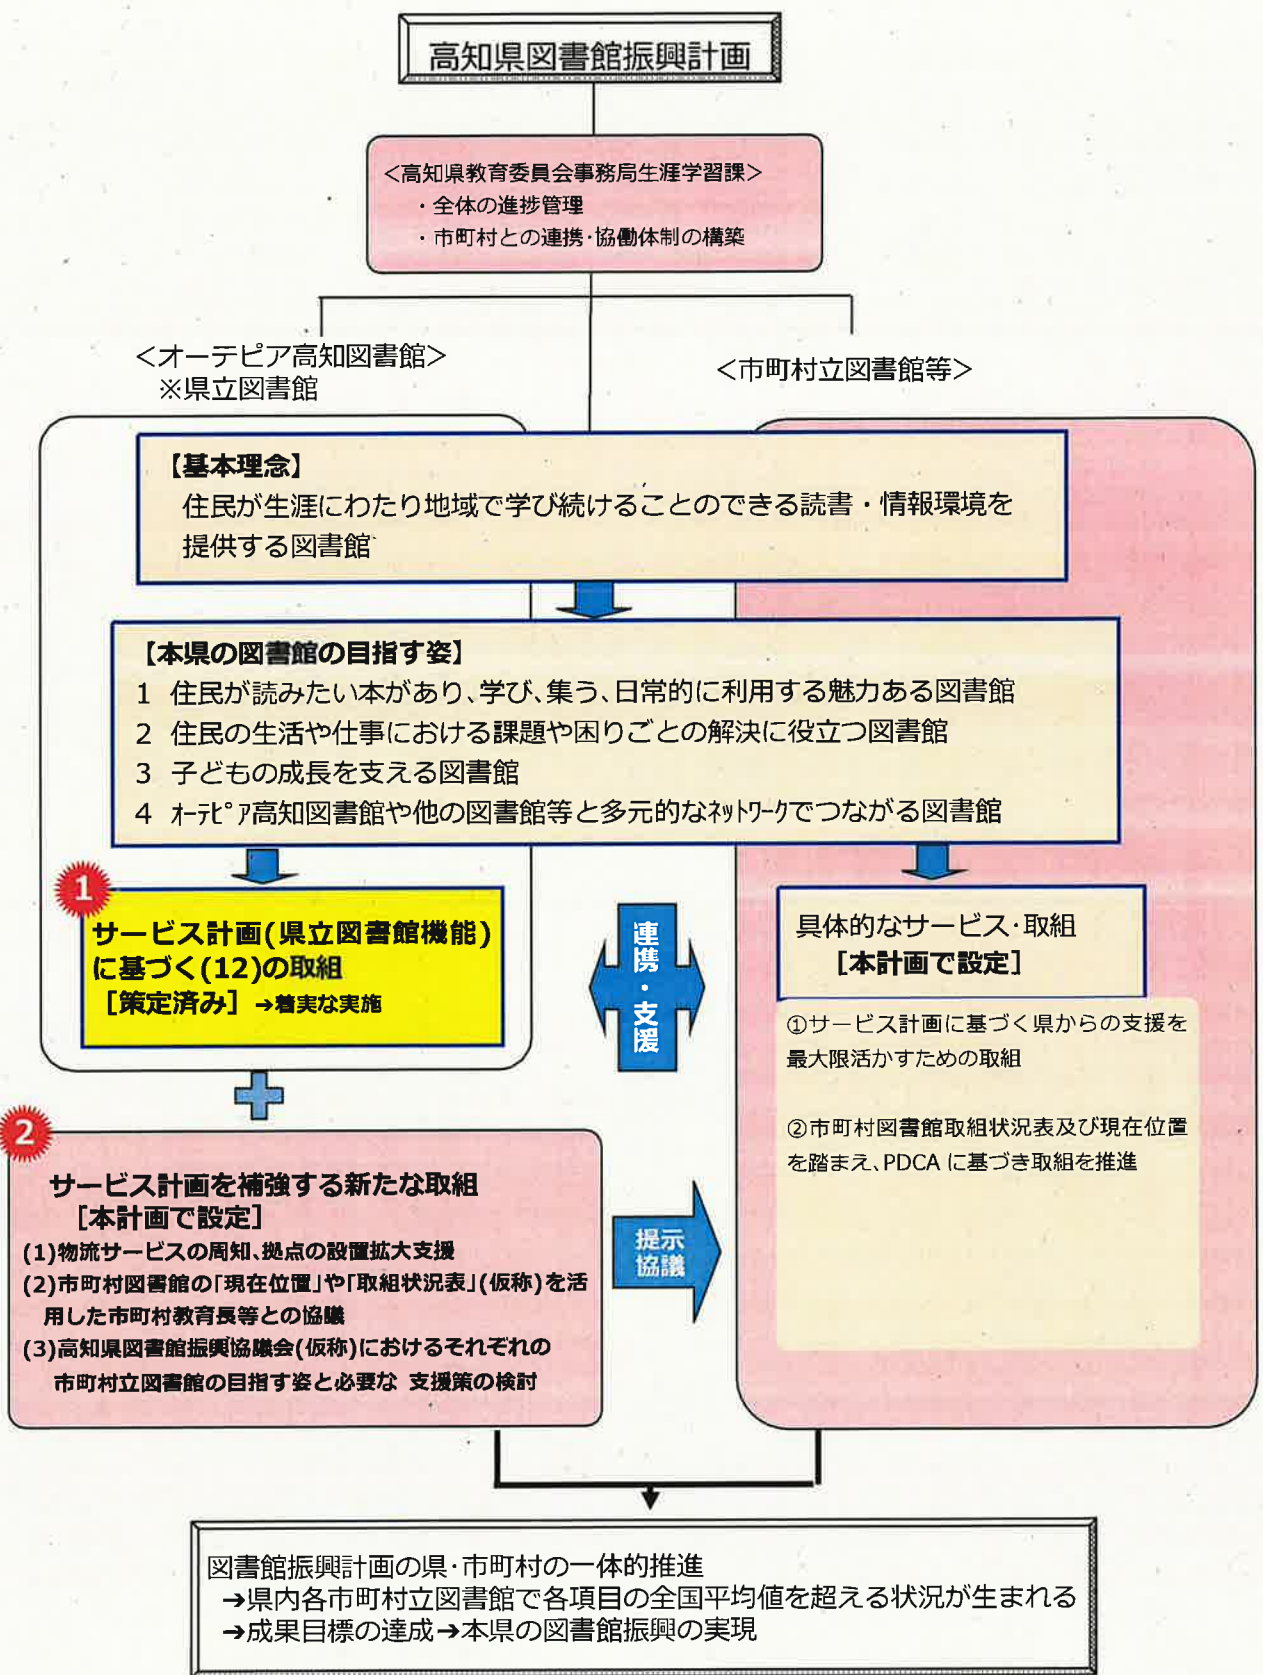 高知県図書館振興計画
＜高知県教育委員会事務局生涯学習課＞
・全体の進捗管理
・市町村との連携・協働体制の構築
＜オーテピア高知図書館＞
※県立図書館
＜市町村立図書館等＞
【基本理念】
住民が生涯にわたり地域で学び続けることのできる読書・情報環境を
提供する図書館
【本県の図書館の目指す姿】
1 住民が読みたい本があり、学び、集う、日常的に利用する魅力ある図書館
2 住民の生活や仕事における課題や困りごとの解決に役立つ図書館
3 子どもの成長を支える図書館
4 ｵｰﾃﾋﾟｱ高知図書館や他の図書館等と多元的なﾈｯﾄﾜｰｸでつながる図書館
1
サービス計画(県立図書館機能)
に基づく(12)の取組
［策定済み］→着実な実施
連携・支援
具体的なサービス・取組
［本計画で設定］
①サービス計画に基づく県からの支援を
最大限活かすための取組
②市町村図書館取組状況表及び現在位置
を踏まえ、PDCA に基づき取組を推進
2
サービス計画を補強する新たな取組
［本計画で設定］
(1)物流サービスの周知、拠点の設置拡大支援
(2)市町村図書館の「現在位置」や「取組状況表」(仮称)を活
用した市町村教育長等との協議
(3)高知県図書館振興協議会(仮称)におけるそれぞれの
市町村立図書館の目指す姿と必要な 支援策の検討
提示
協議
図書館振興計画の県・市町村の一体的推進
→県内各市町村立図書館で各項目の全国平均値を超える状況が生まれる
→成果目標の達成→本県の図書館振興の実現